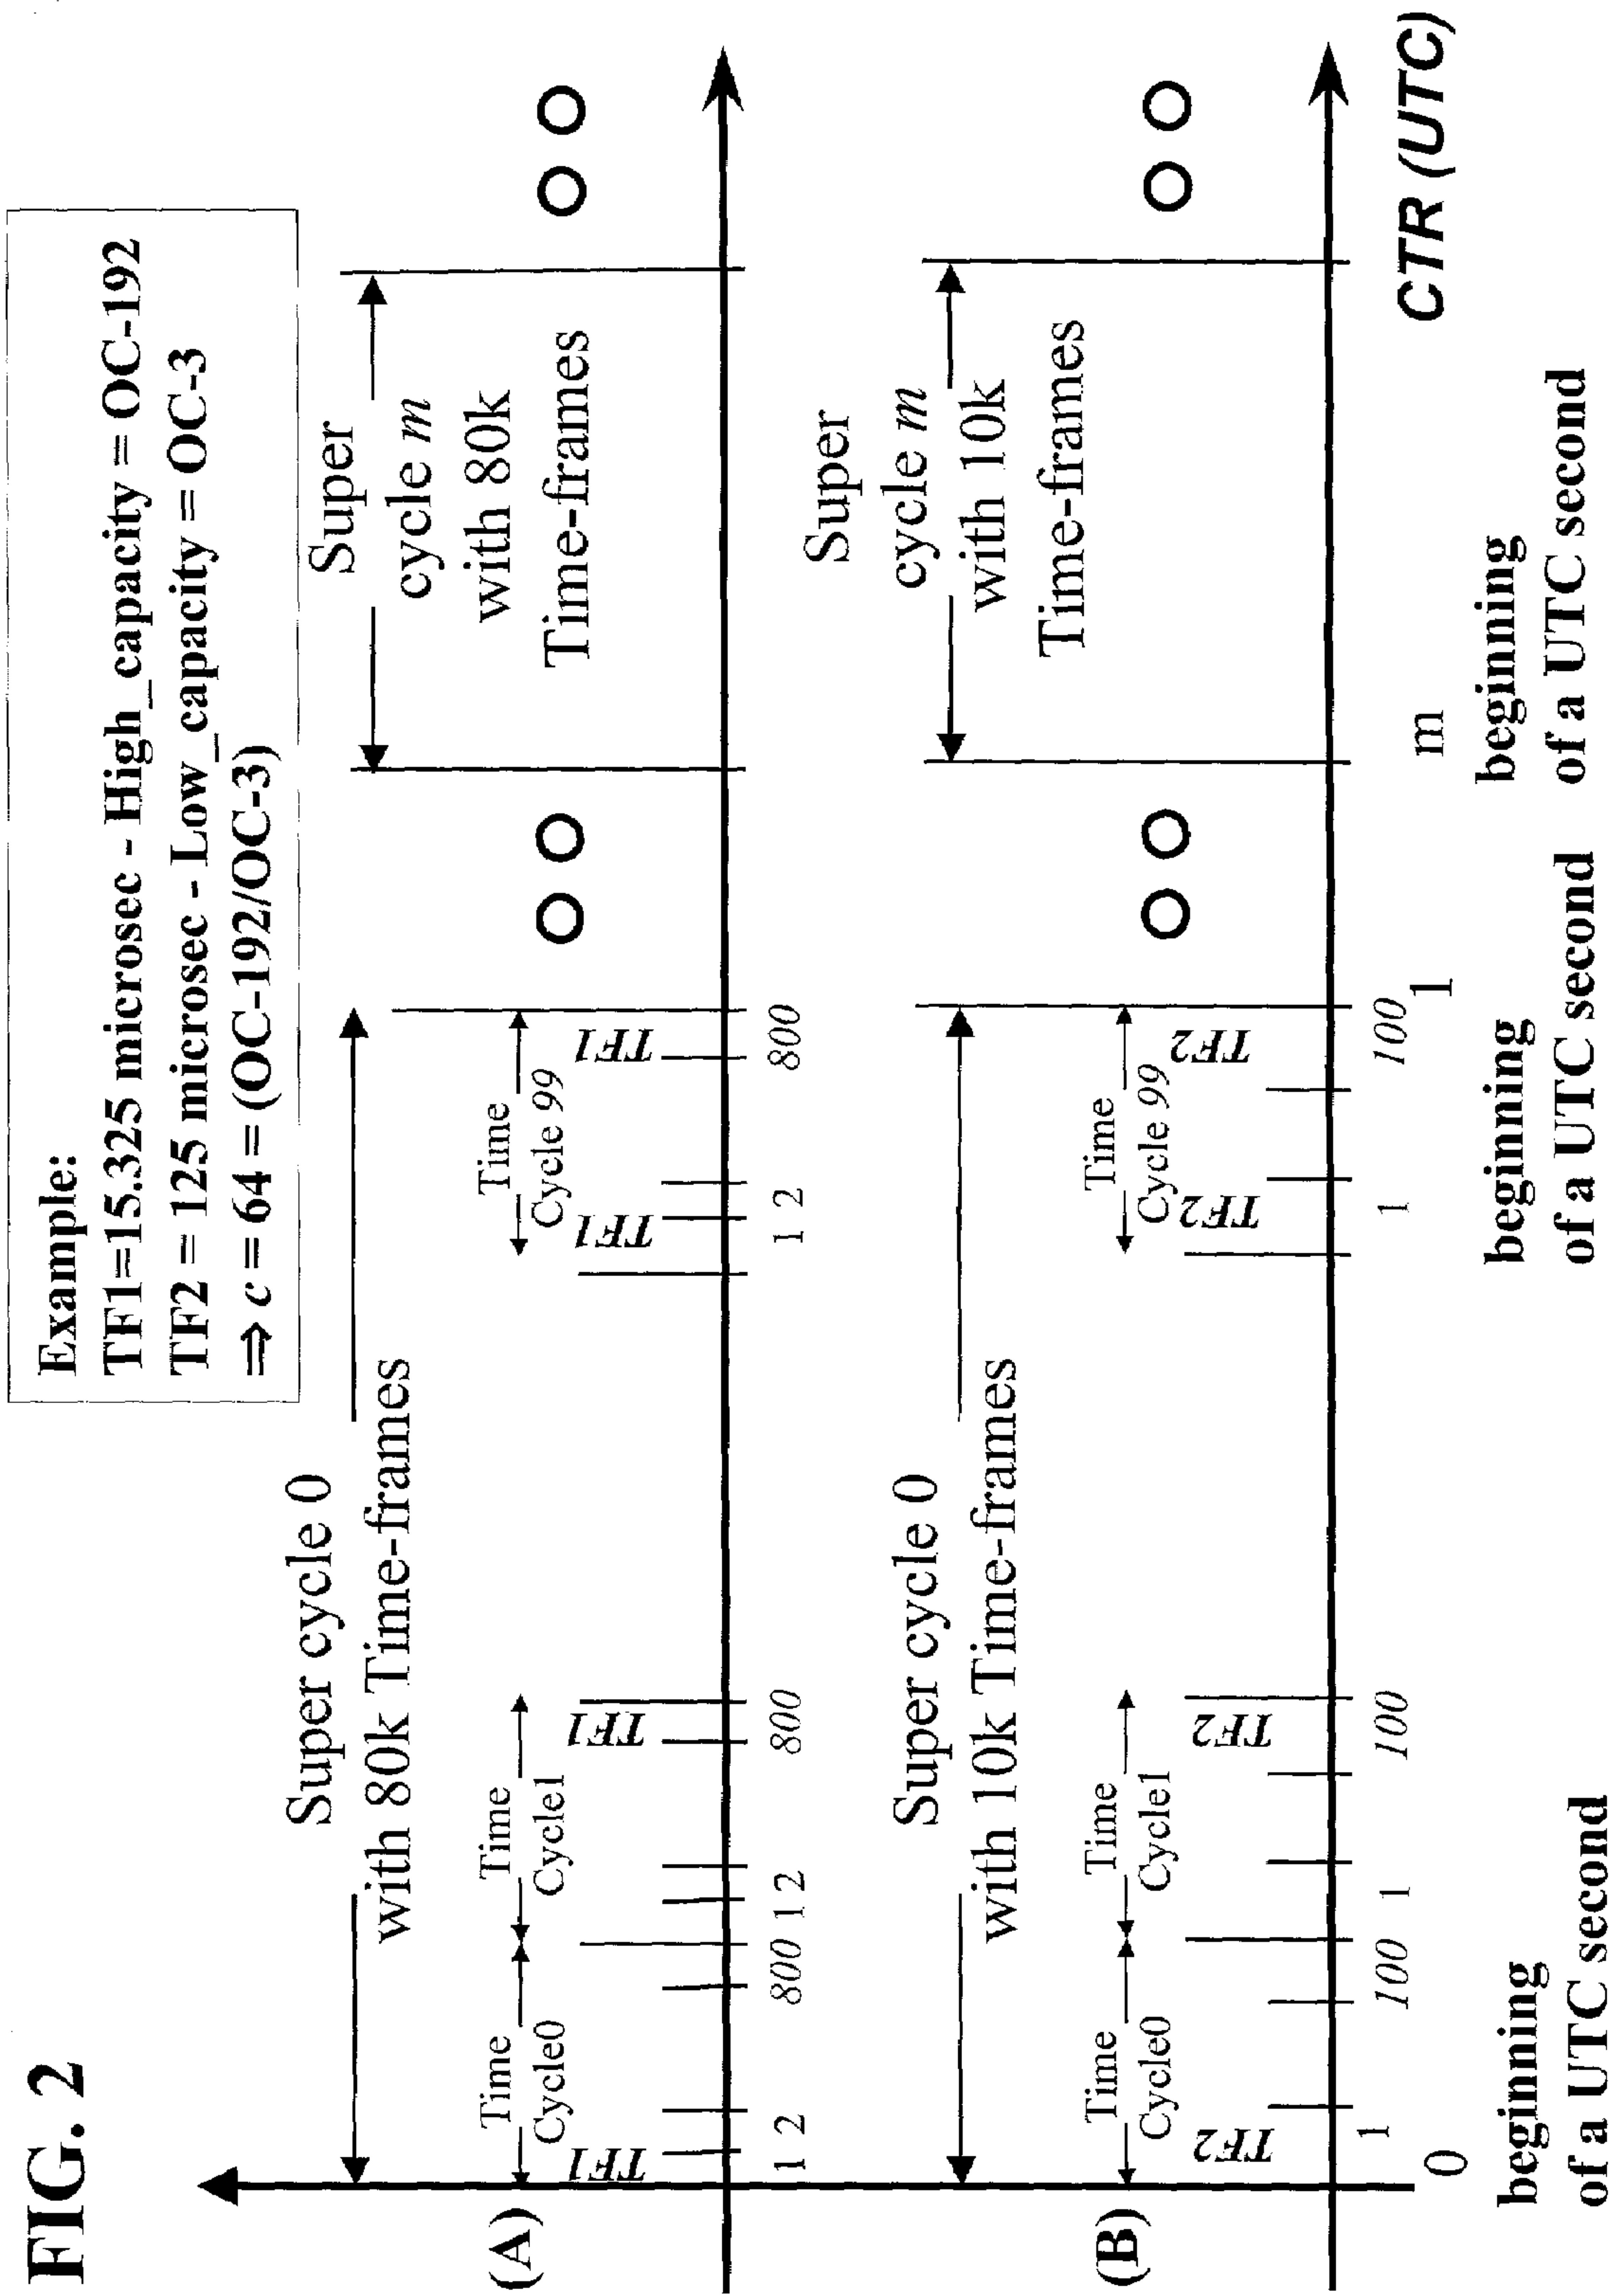 FIG. 2
Example:
TF1=15.325 microsec - High_capacity = OC-192
TF2 = 125 microsec - Low_capacity = OC-3
⇒ c = 64 = (OC-192/OC-3)
(A)
Super cycle 0
with 80k Time-frames
Super
cycle m
with 80k
Time-frames
Time
Cycle0
Time
Cycle1
Time
Cycle 99
TF1
TF1
TF1
TF1
1 2
800
1 2
800
1 2
800
(B)
Super cycle 0
with 10k Time-frames
Super
cycle m
with 10k
Time-frames
Time
Cycle0
Time
Cycle1
Time
Cycle 99
TF2
TF2
TF2
TF2
1
100
1
100
1
100
0
1
m
CTR (UTC)
beginning
of a UTC second
beginning
of a UTC second
beginning
of a UTC second